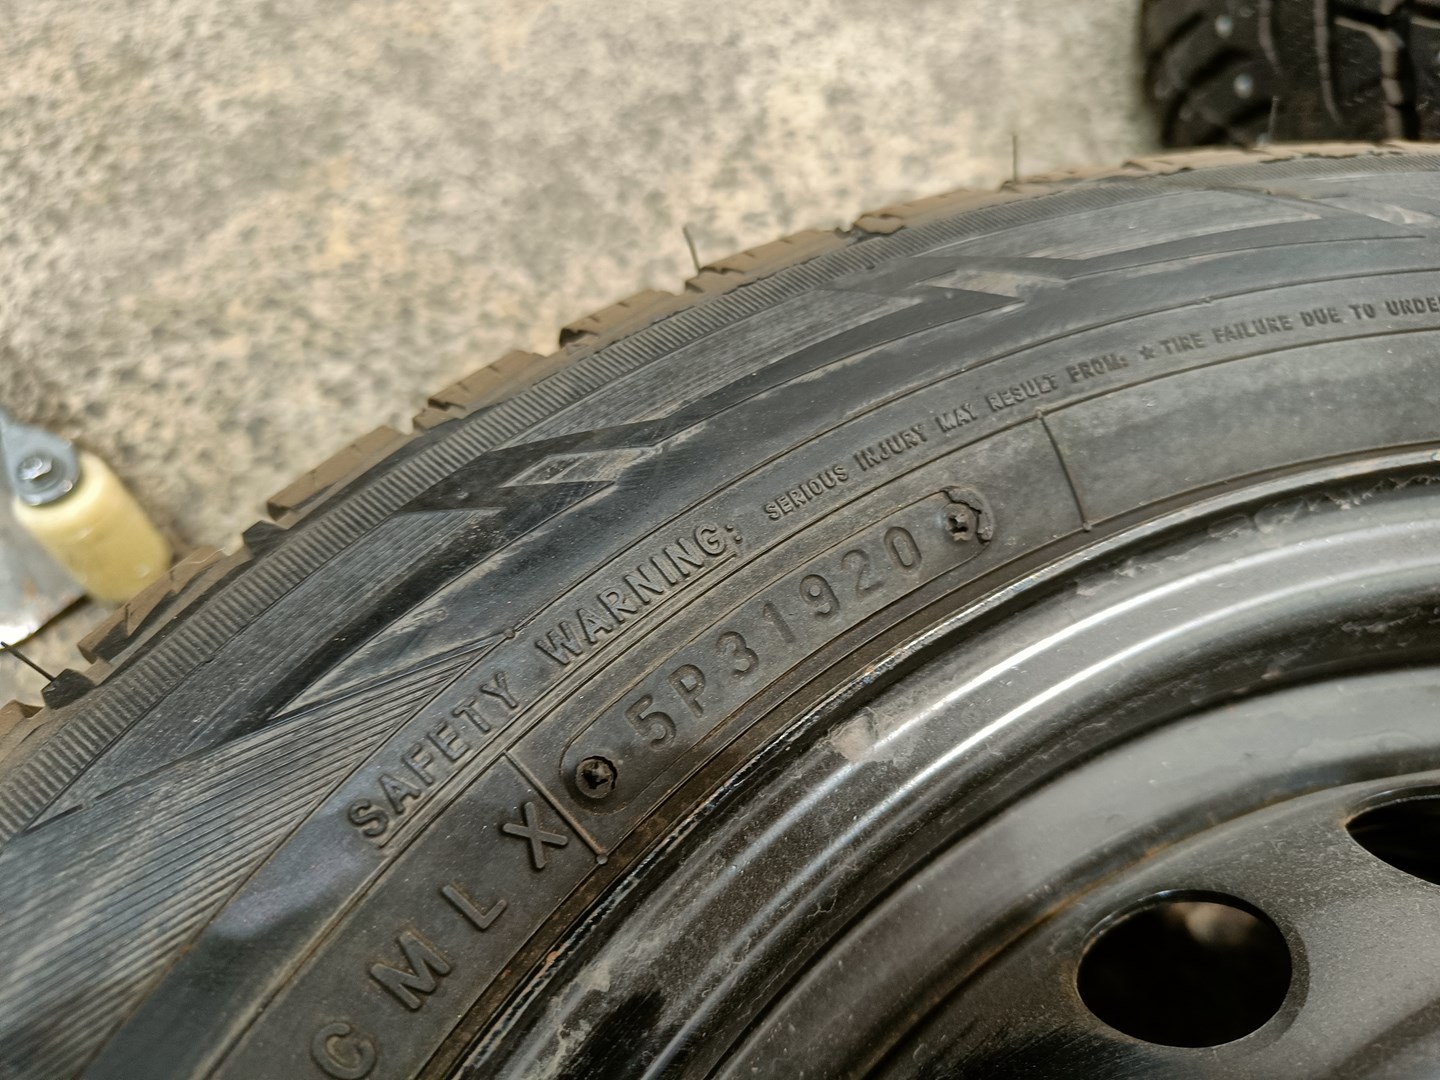 SAFETY WARNING: SERIOUS INJURY MAY RESULT FROM: ★ TIRE FAILURE DUE TO UNDE
CMLX 5P31920